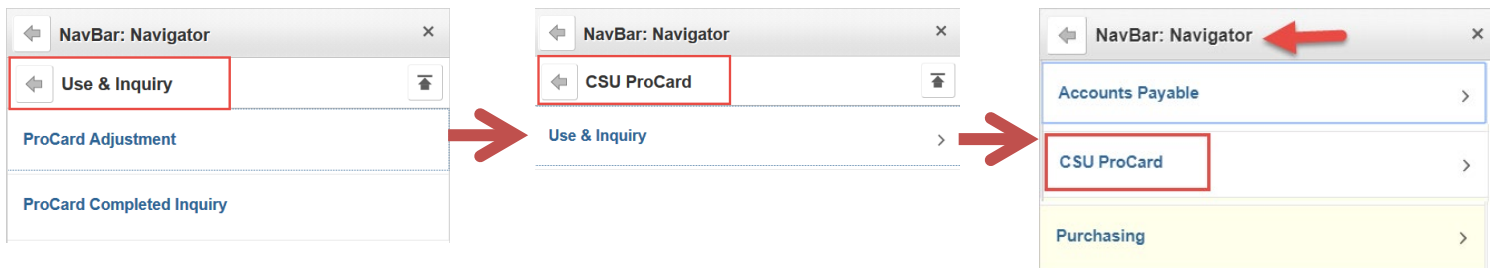 NavBar: Navigator
Use & Inquiry
ProCard Adjustment
ProCard Completed Inquiry
NavBar: Navigator
CSU ProCard
Use & Inquiry
NavBar: Navigator
Accounts Payable
CSU ProCard
Purchasing